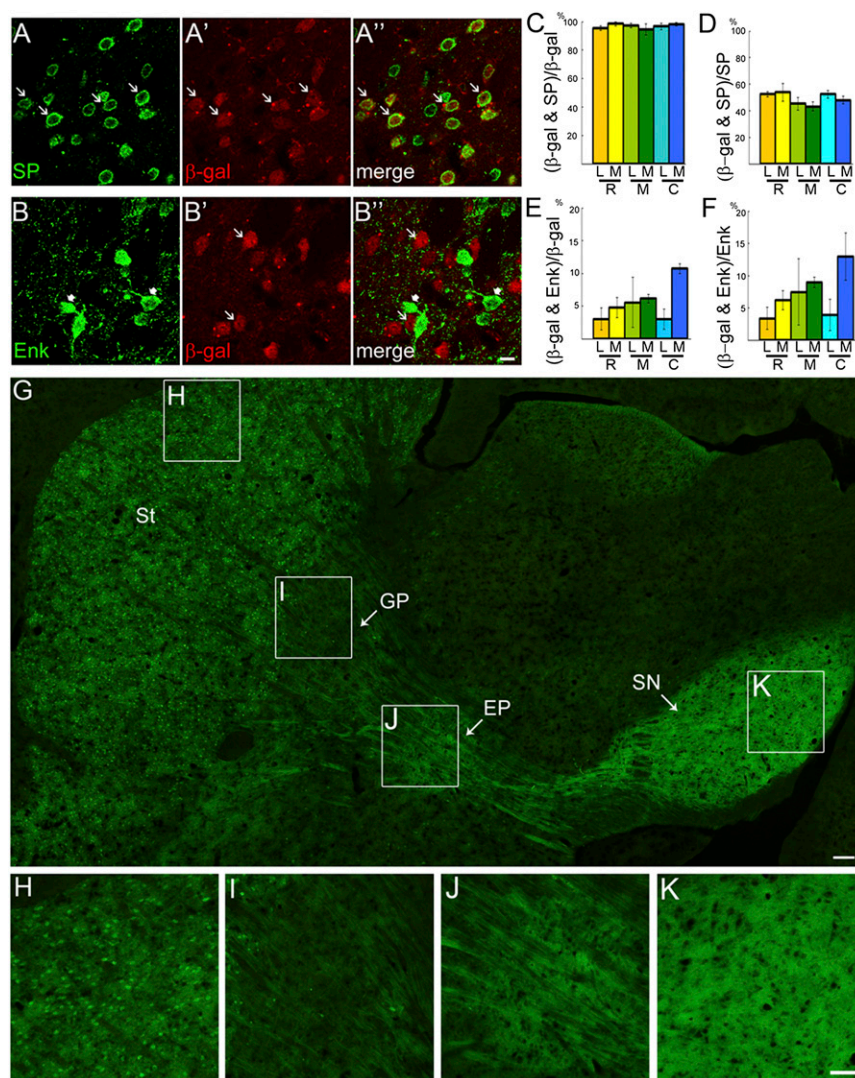 A
SP
A'
β-gal
A''
merge
B
Enk
B'
β-gal
B''
merge
C
%
100
80
60
40
20
(β-gal & SP)/β-gal
L M L M L M
R M C
D
%
100
80
60
40
20
(β-gal & SP)/SP
L M L M L M
R M C
E
%
20
15
10
5
(β-gal & Enk)/β-gal
L M L M L M
R M C
F
%
20
15
10
5
(β-gal & Enk)/Enk
L M L M L M
R M C
G
H
St
I
GP
J
EP
SN
K
H
I
J
K